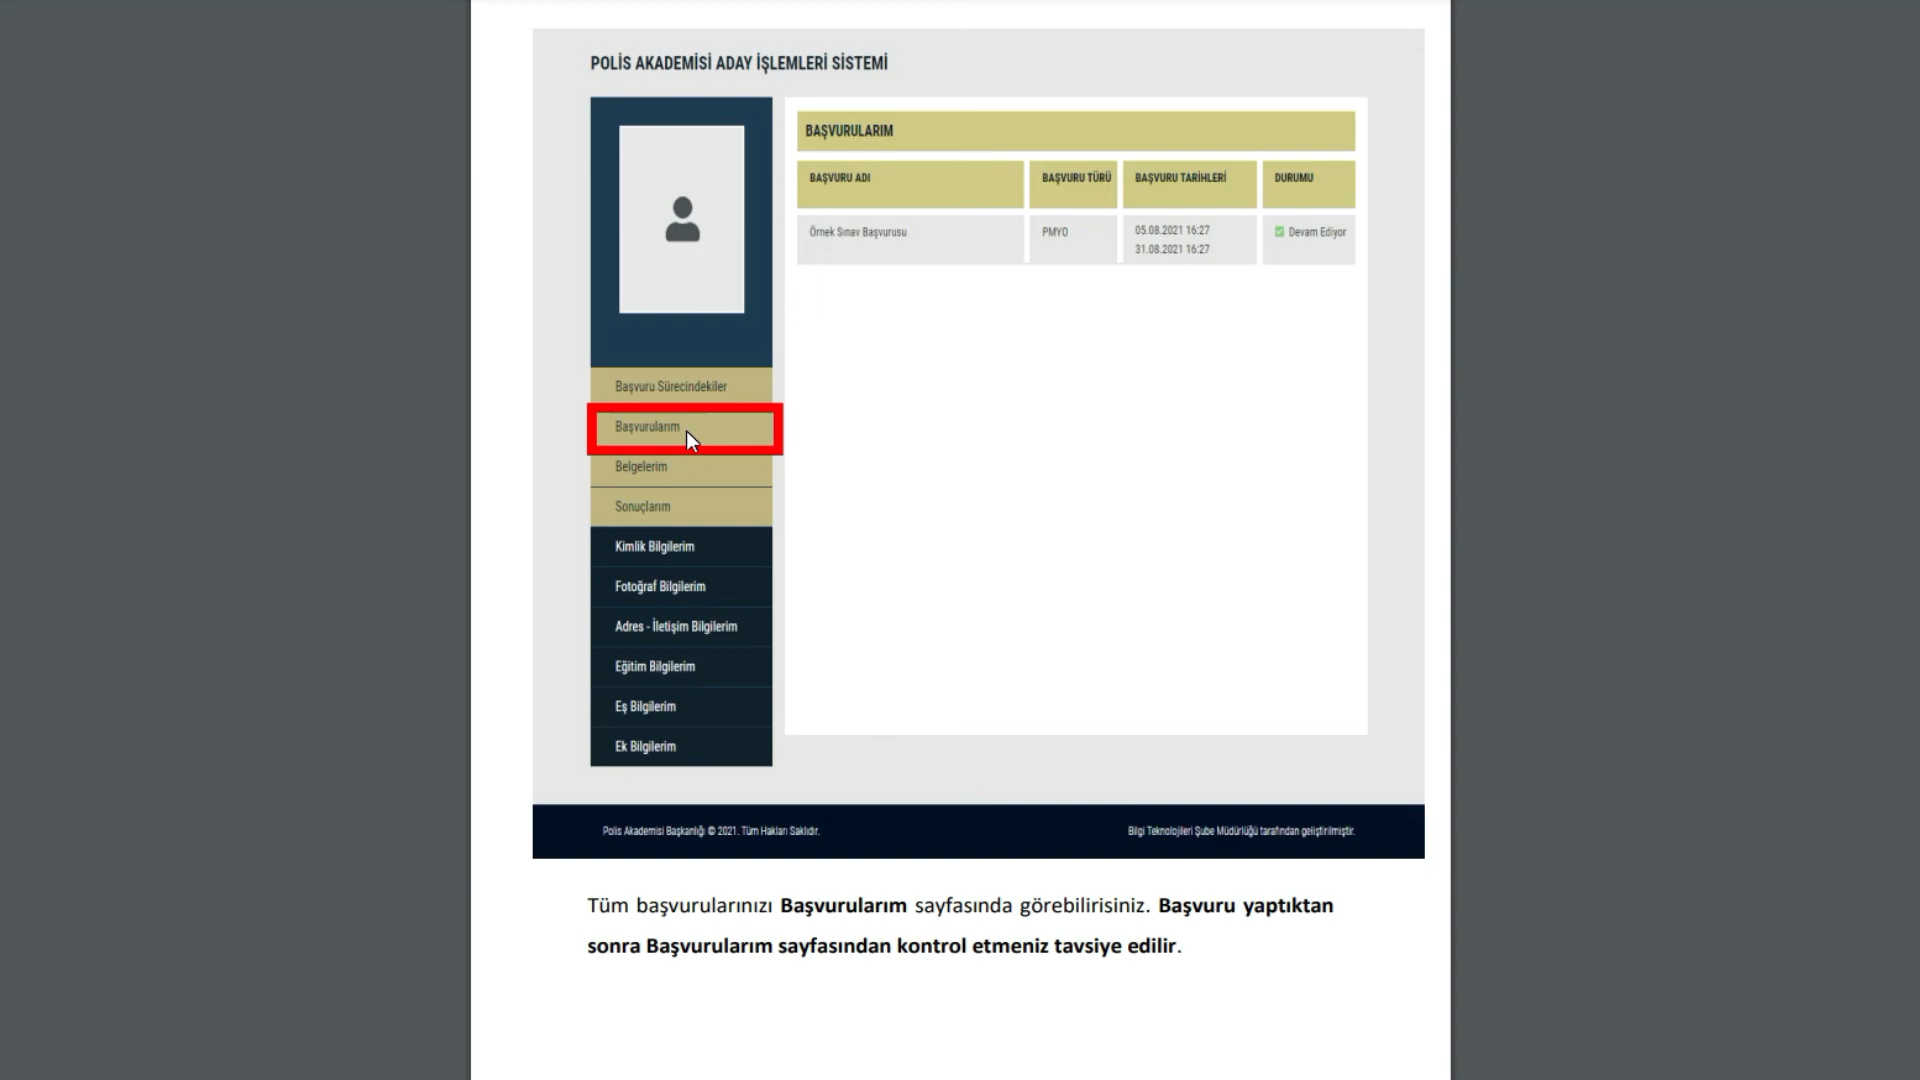 POLİS AKADEMİSİ ADAY İŞLEMLERİ SİSTEMİ
BAŞVURULARIM
BAŞVURU ADI
BAŞVURU TÜRÜ
BAŞVURU TARİHLERİ
DURUMU
Örnek Sınav Başvurusu
PMYO
05.08.2021 16:27
31.08.2021 16:27
Devam Ediyor
Başvuru Sürecindekiler
Başvurularım
Belgelerim
Sonuçlarım
Kimlik Bilgilerim
Fotoğraf Bilgilerim
Adres - İletişim Bilgilerim
Eğitim Bilgilerim
Eş Bilgilerim
Ek Bilgilerim
Polis Akademisi Başkanlığı © 2021. Tüm Hakları Saklıdır.
Bilgi Teknolojileri Şube Müdürlüğü tarafından geliştirilmiştir.
Tüm başvurularınızı Başvurularım sayfasında görebilirisiniz. Başvuru yaptıktan
sonra Başvurularım sayfasından kontrol etmeniz tavsiye edilir.